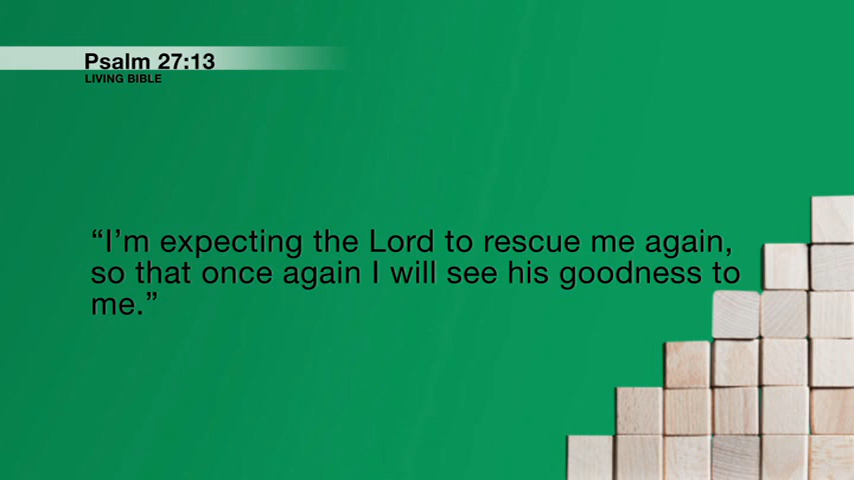 Psalm 27:13
LIVING BIBLE
“I’m expecting the Lord to rescue me again,
so that once again I will see his goodness to
me.”